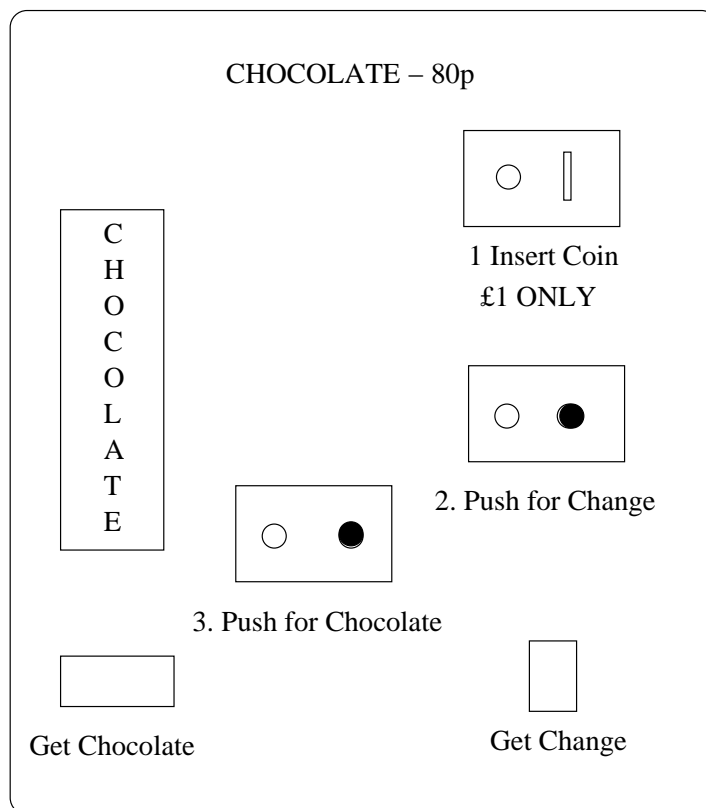 CHOCOLATE – 80p
1 Insert Coin
£1 ONLY
C
H
O
C
O
L
A
T
E
2. Push for Change
3. Push for Chocolate
Get Chocolate
Get Change